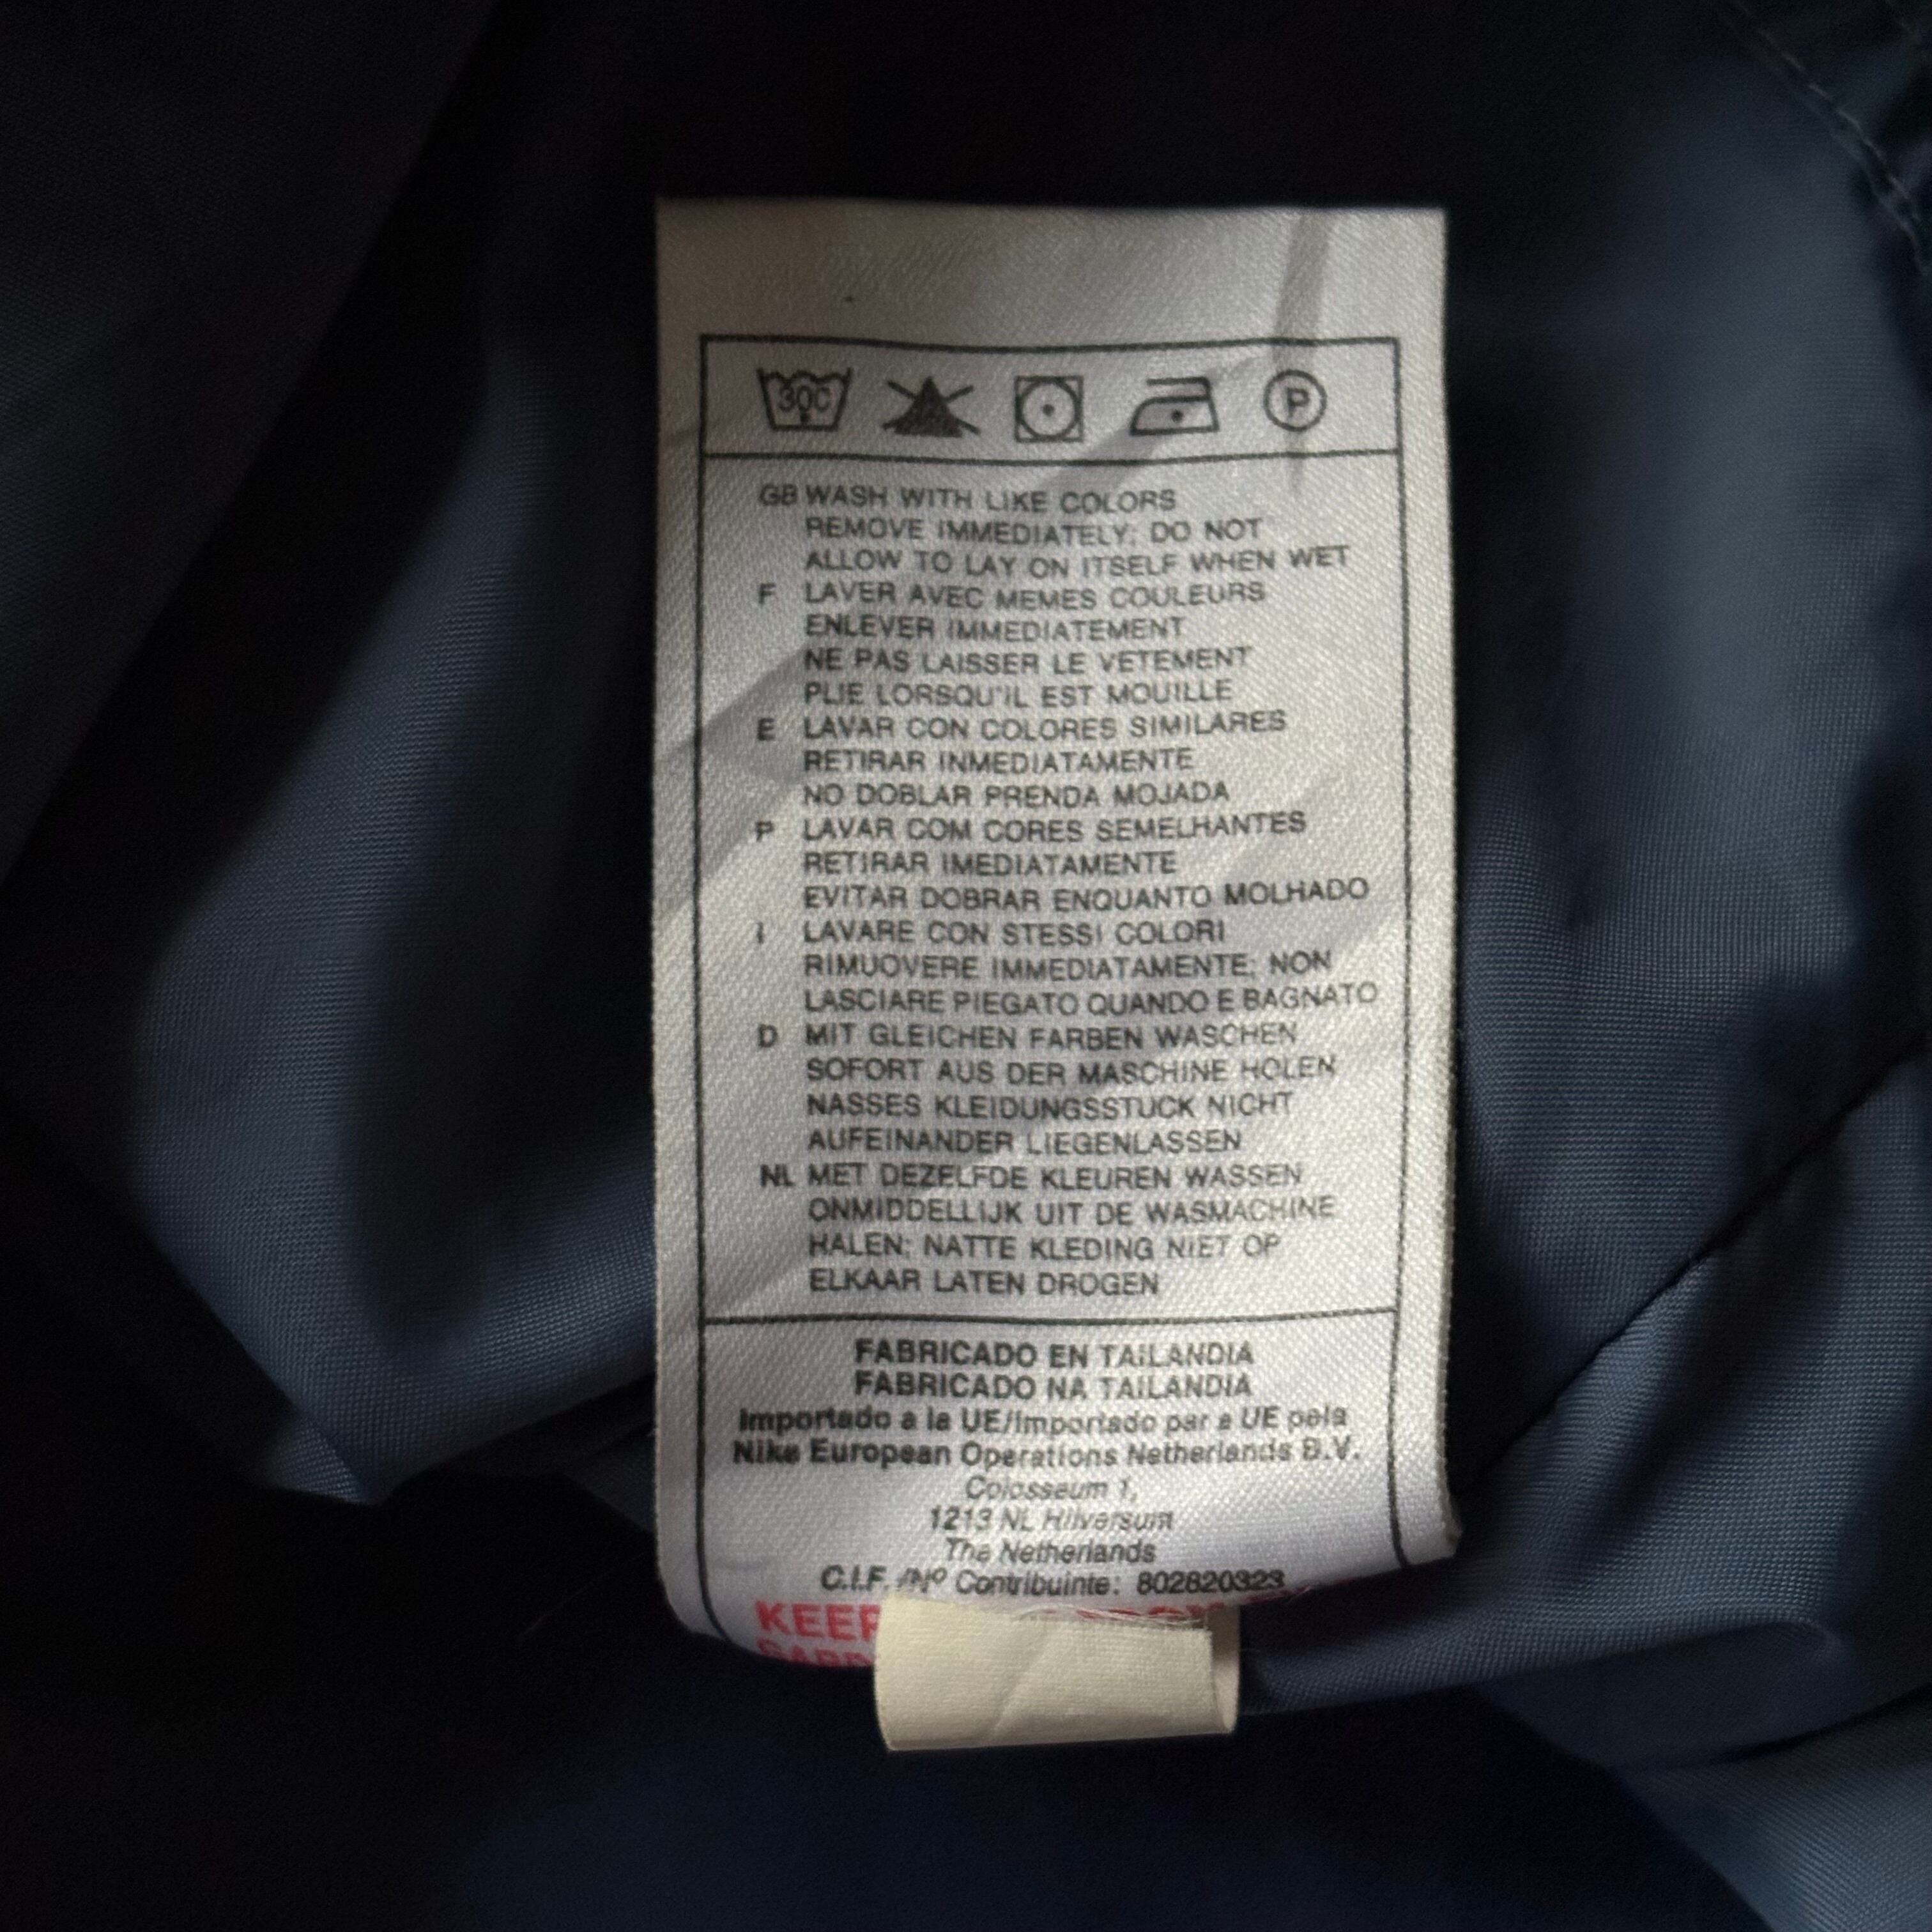 30C P
GB WASH WITH LIKE COLORS
REMOVE IMMEDIATELY; DO NOT
ALLOW TO LAY ON ITSELF WHEN WET
F LAVER AVEC MEMES COULEURS
ENLEVER IMMEDIATEMENT
NE PAS LAISSER LE VETEMENT
PLIE LORSQU'IL EST MOUILLE
E LAVAR CON COLORES SIMILARES
RETIRAR INMEDIATAMENTE
NO DOBLAR PRENDA MOJADA
P LAVAR COM CORES SEMELHANTES
RETIRAR IMEDIATAMENTE
EVITAR DOBRAR ENQUANTO MOLHADO
I LAVARE CON STESSI COLORI
RIMUOVERE IMMEDIATAMENTE; NON
LASCIARE PIEGATO QUANDO E BAGNATO
D MIT GLEICHEN FARBEN WASCHEN
SOFORT AUS DER MASCHINE HOLEN
NASSES KLEIDUNGSSTUCK NICHT
AUFEINANDER LIEGENLASSEN
NL MET DEZELFDE KLEUREN WASSEN
ONMIDDELLIJK UIT DE WASMACHINE
HALEN; NATTE KLEDING NIET OP
ELKAAR LATEN DROGEN
FABRICADO EN TAILANDIA
FABRICADO NA TAILANDIA
Importado a la UE/Importado par a UE pela
Nike European Operations Netherlands B.V.
Colosseum 1,
1213 NL Hilversum
The Netherlands
C.I.F. /Nº Contribuinte: 802820323
KEEP